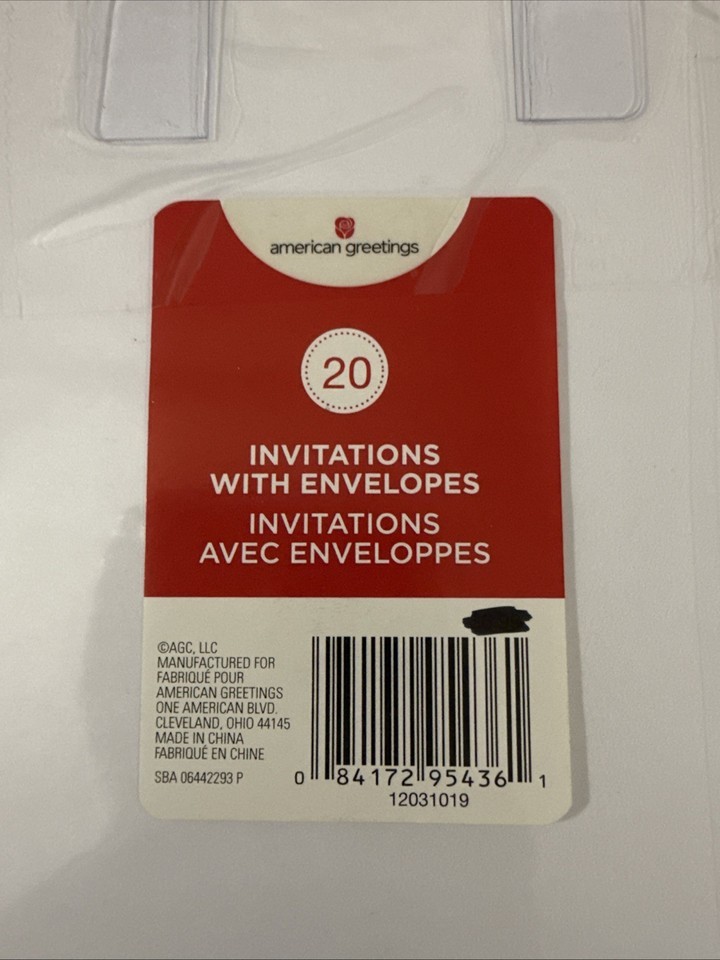 american greetings
20
INVITATIONS
WITH ENVELOPES
INVITATIONS
AVEC ENVELOPPES
©AGC, LLC
MANUFACTURED FOR
FABRIQUÉ POUR
AMERICAN GREETINGS
ONE AMERICAN BLVD.
CLEVELAND, OHIO 44145
MADE IN CHINA
FABRIQUÉ EN CHINE
SBA 06442293 P
0 84172 95436 1
12031019